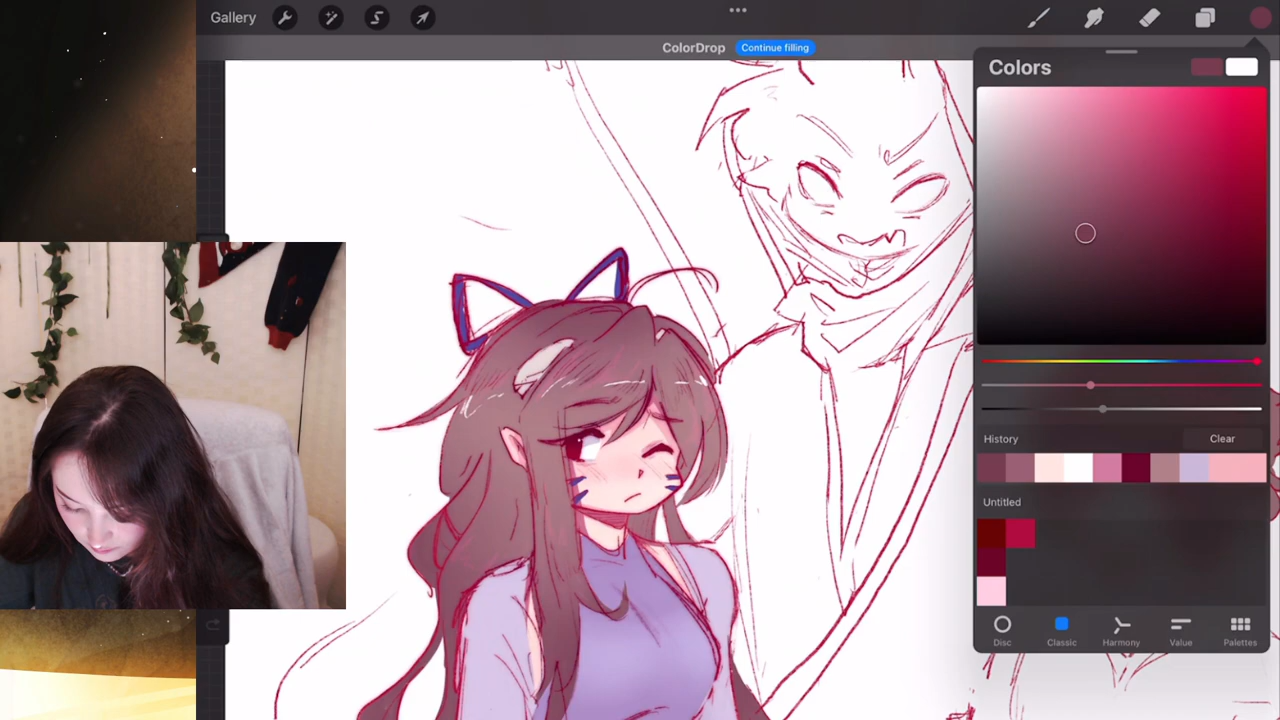 Gallery
ColorDrop Continue filling
Colors
History Clear
Untitled
Disc Classic Harmony Value Palettes